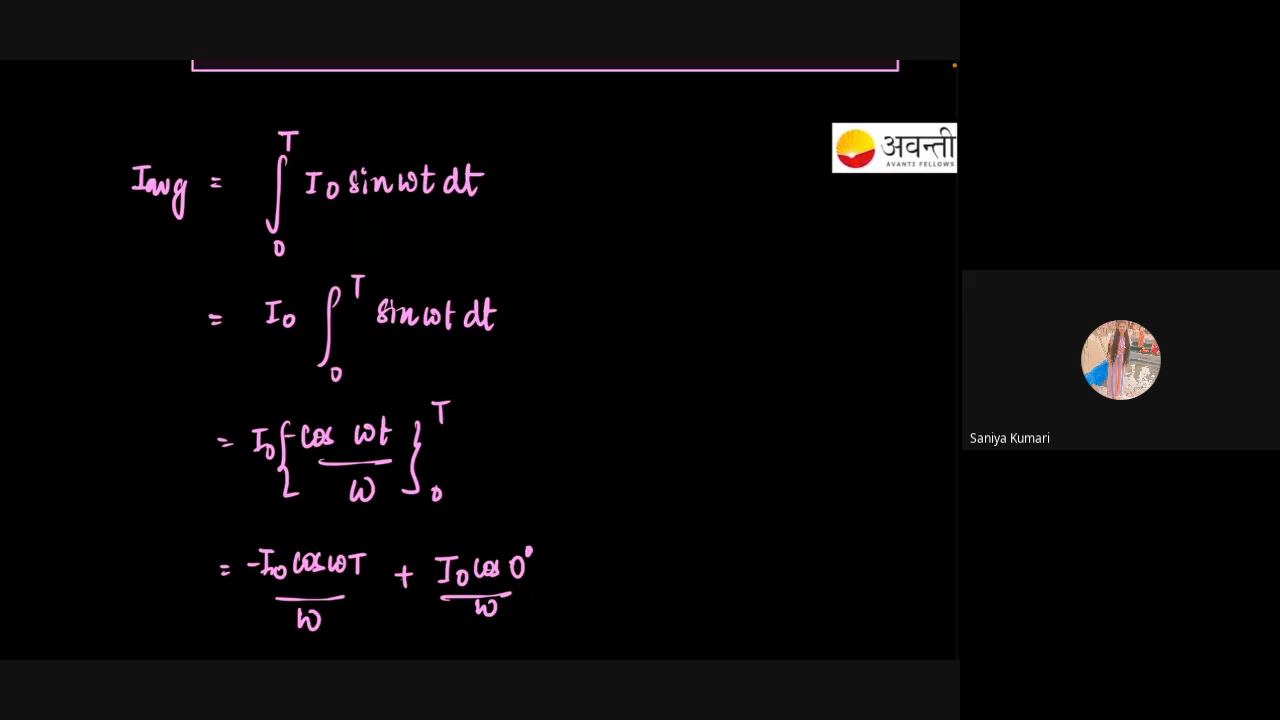 अवन्ती
AVANTI FELLOWS
Iavg = ∫₀ᵀ I₀ sin ωt dt
= I₀ ∫₀ᵀ sin ωt dt
= I₀ {-cos ωt / ω}₀ᵀ
= -I₀ cos ωT / ω + I₀ cos 0° / ω
Saniya Kumari